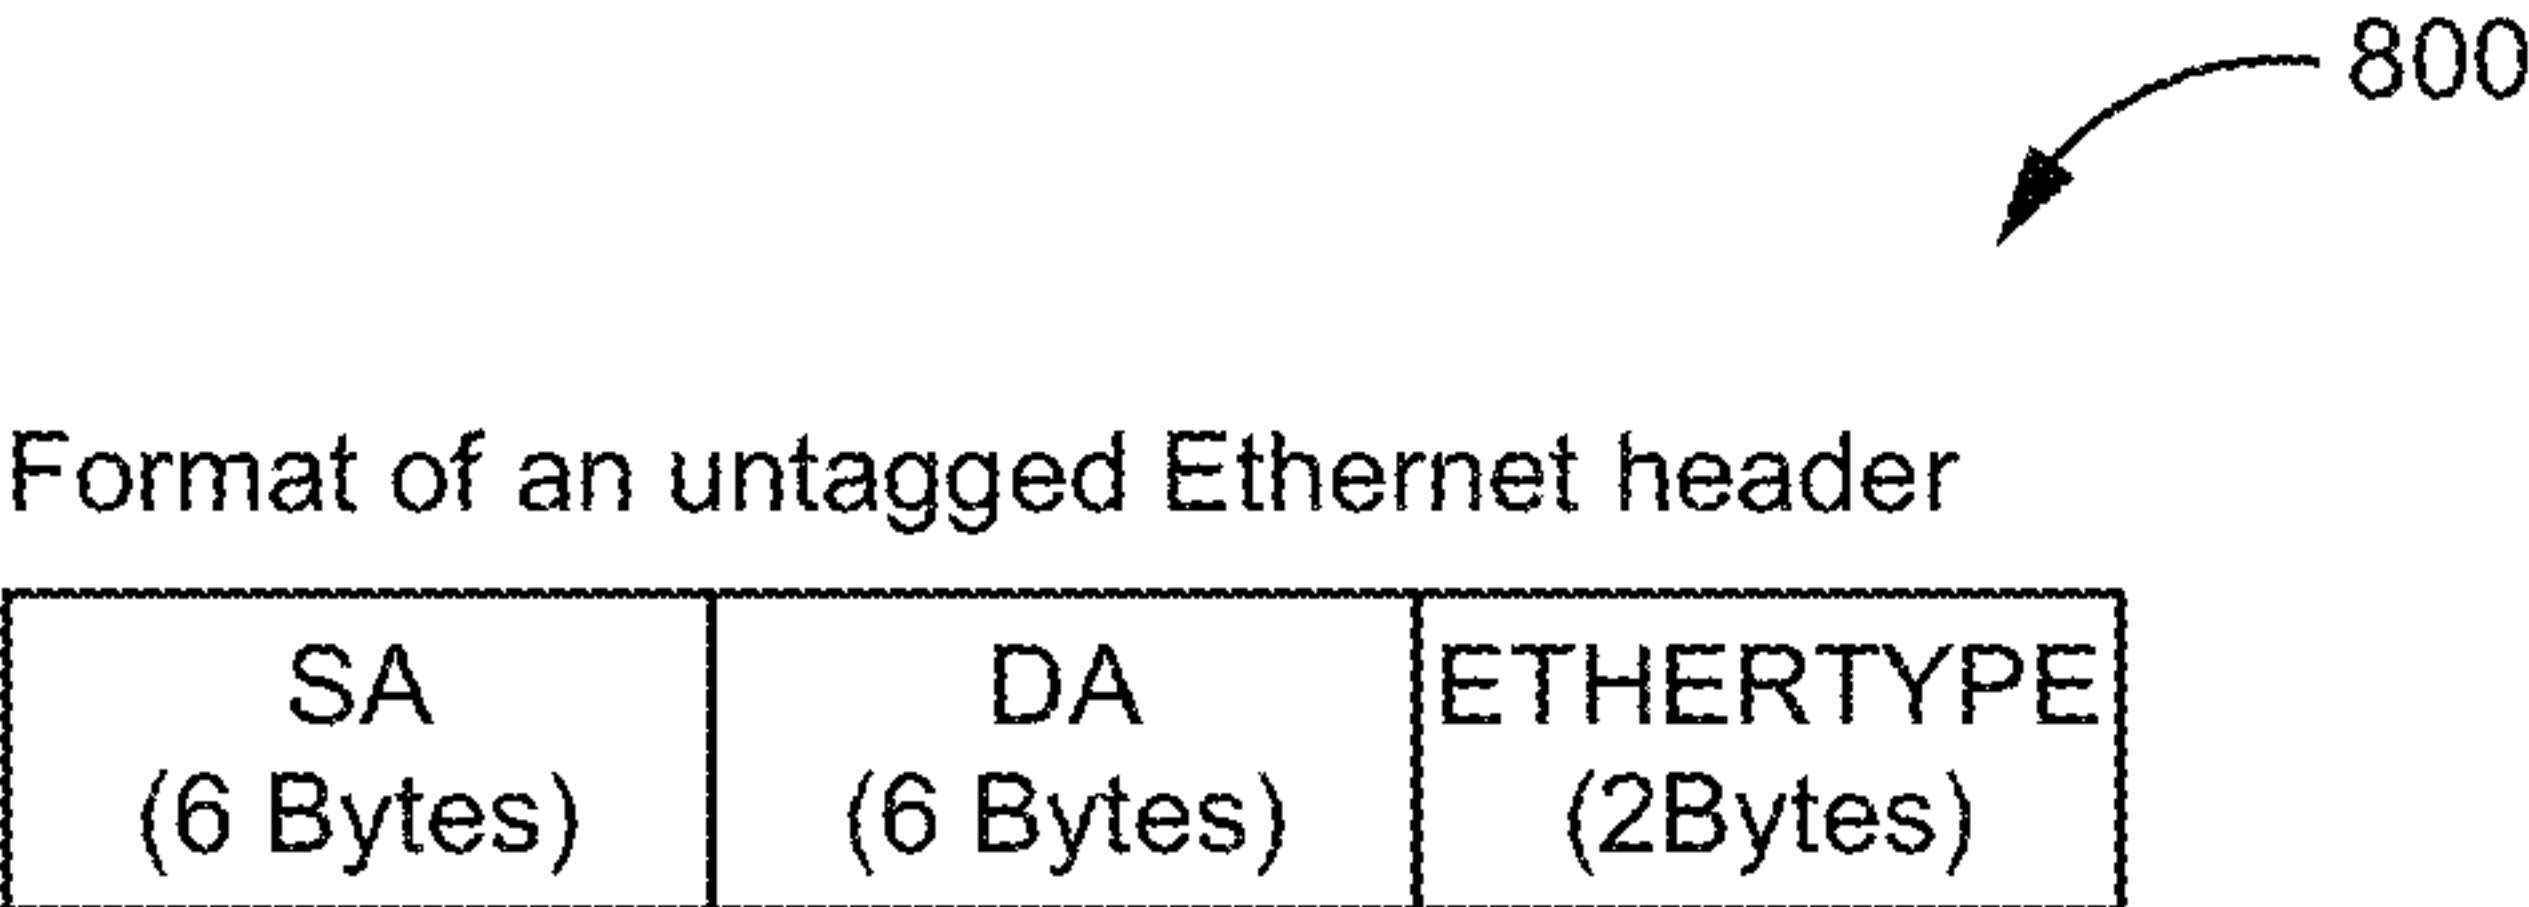 800
Format of an untagged Ethernet header
SA DA ETHERTYPE
(6 Bytes) (6 Bytes) (2Bytes)